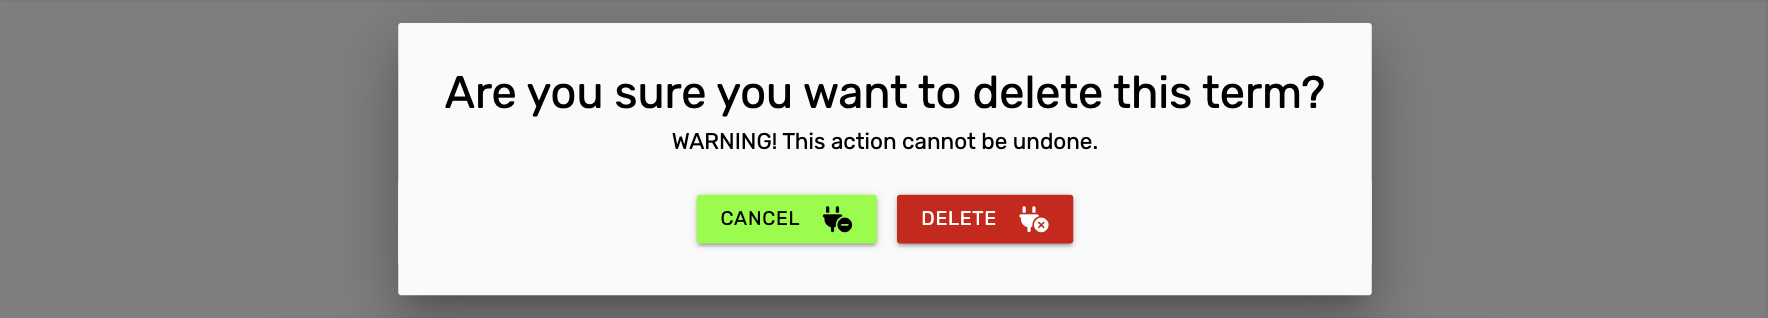 Are you sure you want to delete this term?
WARNING! This action cannot be undone.
CANCEL
DELETE